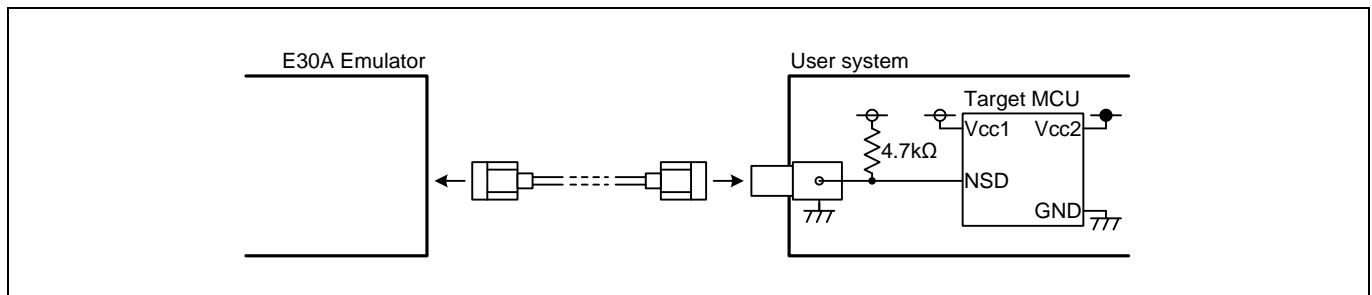 E30A Emulator
User system
Target MCU
Vcc1 Vcc2
4.7kΩ
NSD
GND